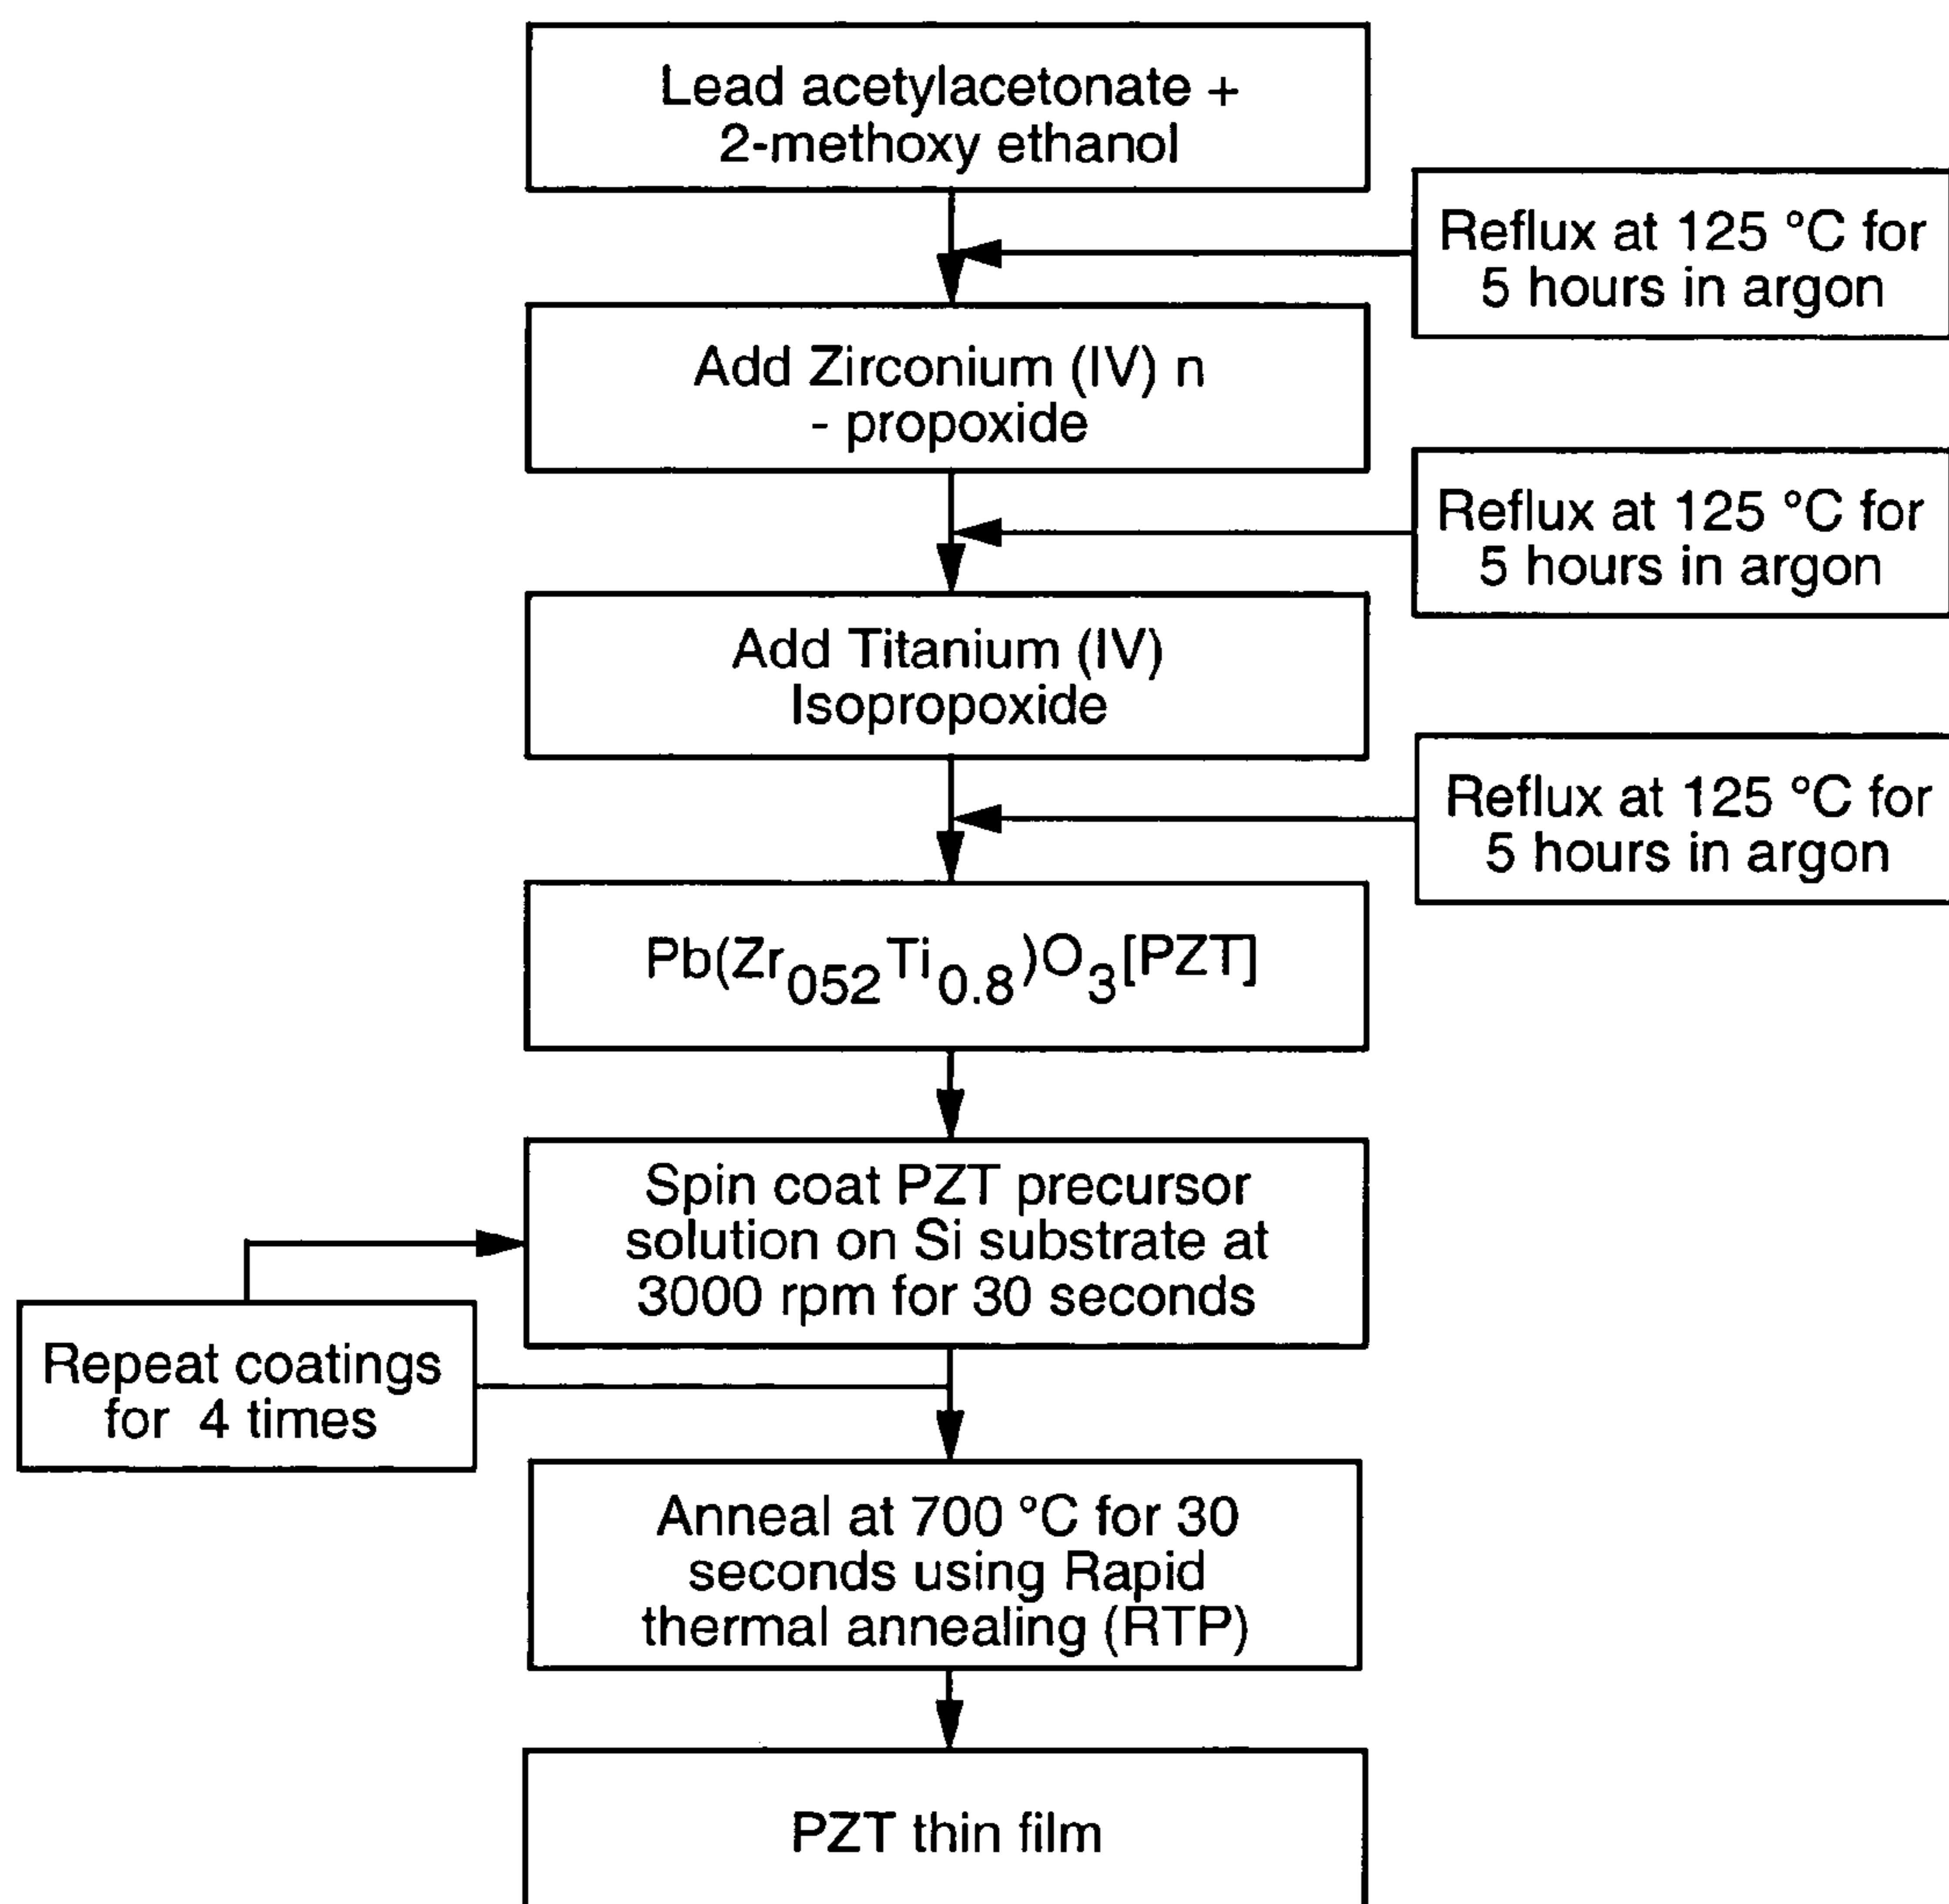 Lead acetylacetonate +
2-methoxy ethanol
Reflux at 125 °C for
5 hours in argon
Add Zirconium (IV) n
- propoxide
Reflux at 125 °C for
5 hours in argon
Add Titanium (IV)
Isopropoxide
Reflux at 125 °C for
5 hours in argon
Pb(Zr052Ti0.8)O3[PZT]
Spin coat PZT precursor
solution on Si substrate at
3000 rpm for 30 seconds
Repeat coatings
for 4 times
Anneal at 700 °C for 30
seconds using Rapid
thermal annealing (RTP)
PZT thin film